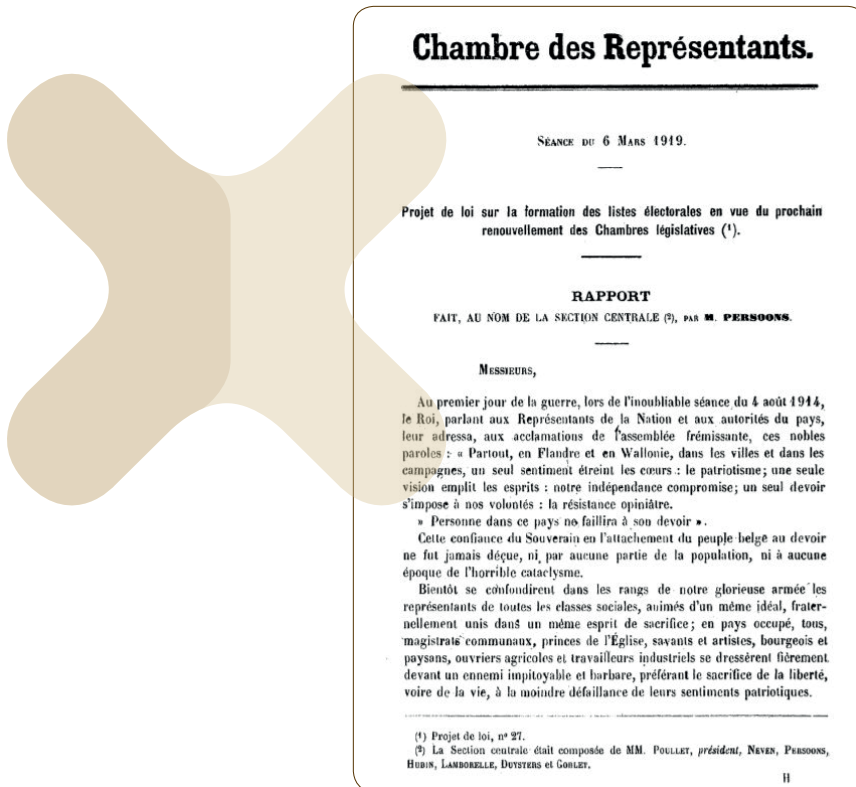 Chambre des Représentants.
SÉANCE DU 6 MARS 1919.
Projet de loi sur la formation des listes électorales en vue du prochain
renouvellement des Chambres législatives (¹).
RAPPORT
FAIT, AU NOM DE LA SECTION CENTRALE (²), PAR M. PERSOONS.
MESSIEURS,
Au premier jour de la guerre, lors de l'inoubliable séance du 4 août 1914,
le Roi, parlant aux Représentants de la Nation et aux autorités du pays,
leur adressa, aux acclamations de l'assemblée frémissante, ces nobles
paroles : « Partout, en Flandre et en Wallonie, dans les villes et dans les
campagnes, un seul sentiment étreint les cœurs : le patriotisme; une seule
vision emplit les esprits : notre indépendance compromise; un seul devoir
s'impose à nos volontés : la résistance opiniâtre.
» Personne dans ce pays ne faillira à son devoir ».
Cette confiance du Souverain en l'attachement du peuple belge au devoir
ne fut jamais déçue, ni par aucune partie de la population, ni à aucune
époque de l'horrible cataclysme.
Bientôt se confondirent dans les rangs de notre glorieuse armée les
représentants de toutes les classes sociales, animés d'un même idéal, frater-
nellement unis dans un même esprit de sacrifice; en pays occupé, tous,
magistrats communaux, princes de l'Église, savants et artistes, bourgeois et
paysans, ouvriers agricoles et travailleurs industriels se dressèrent fièrement
devant un ennemi impitoyable et barbare, préférant le sacrifice de la liberté,
voire de la vie, à la moindre défaillance de leurs sentiments patriotiques.
(¹) Projet de loi, nº 27.
(²) La Section centrale était composée de MM. POULLET, président, NEVEN, PERSOONS,
HUBIN, LAMBORELLE, DUYSTERS et GOBLET.
H